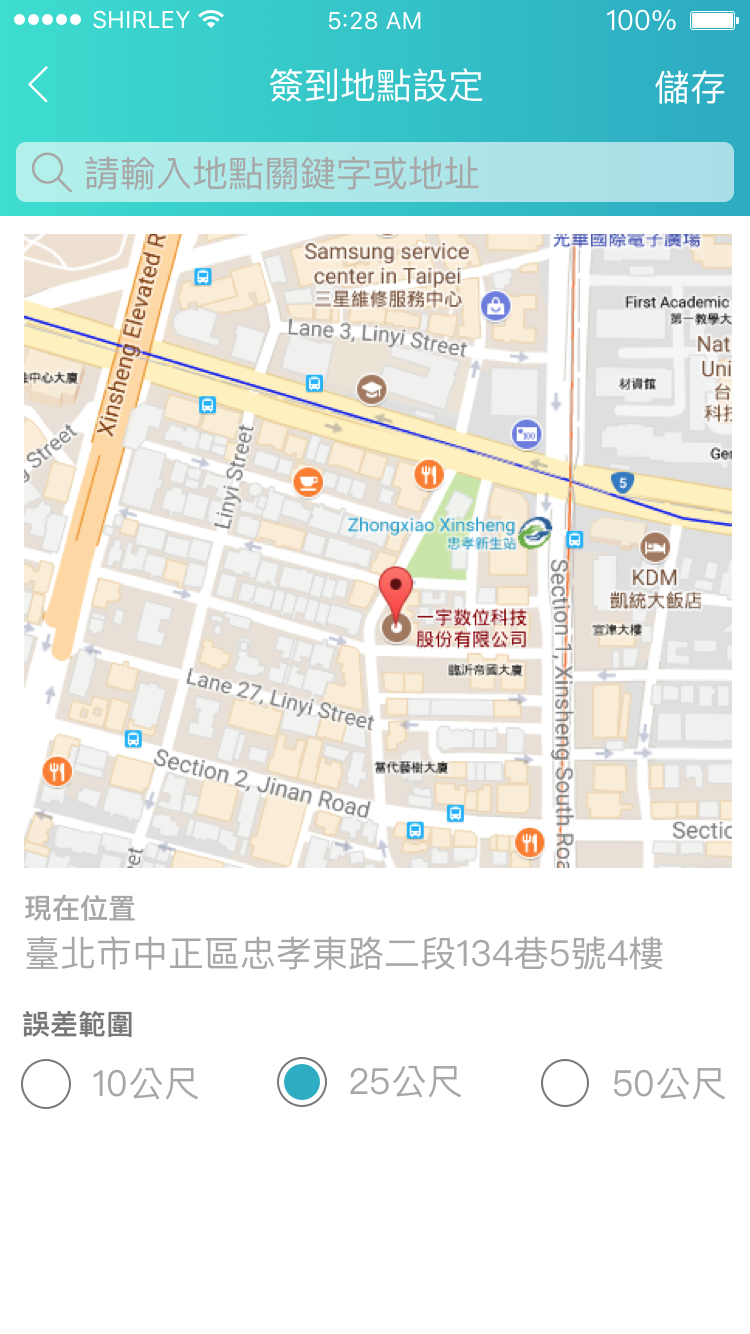 SHIRLEY 5:28 AM 100%
簽到地點設定 儲存
請輸入地點關鍵字或地址
光華國際電子廣場
Samsung service
center in Taipei
三星維修服務中心
First Academic
第一教學大
Lane 3, Linyi Street
Nat
Uni
台
科技
中心大廈
材資館
Xinsheng Elevated R
100
Street
Linyi Street
Ger
5
Zhongxiao Xinsheng
忠孝新生站
KDM
凱統大飯店
一宇数位科技
股份有限公司
宣津大樓
臨沂帝國大廈
Section 1, Xinsheng South Roa
Lane 27, Linyi Street
Section 2, Jinan Road
當代藝樹大廈
Sectio
et
現在位置
臺北市中正區忠孝東路二段134巷5號4樓
誤差範圍
10公尺 25公尺 50公尺